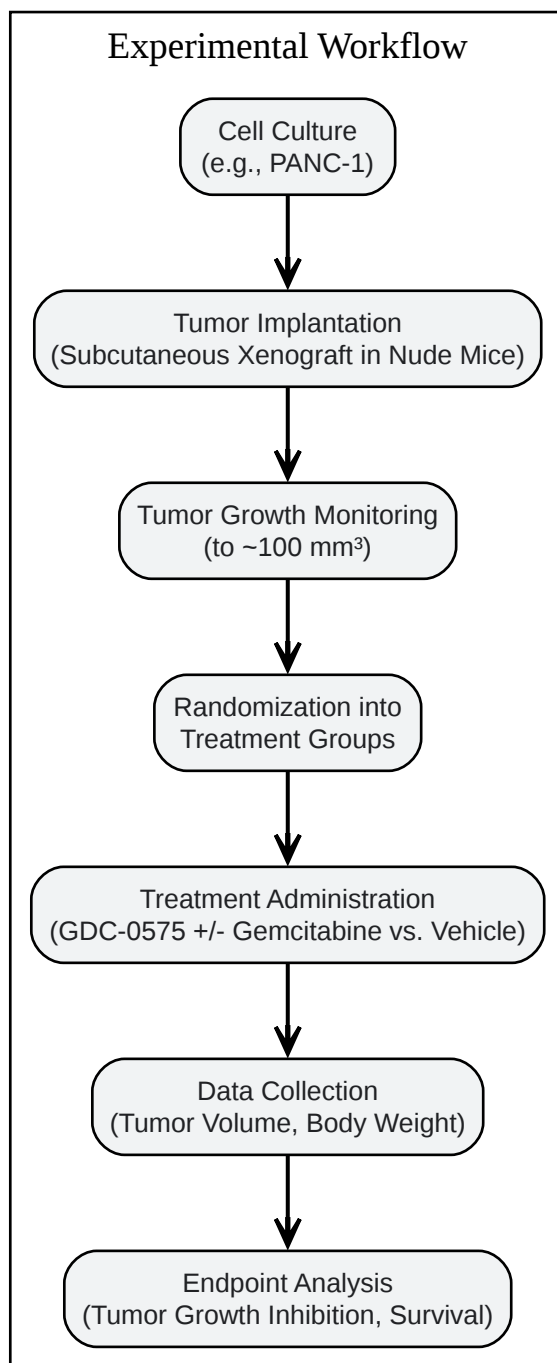 Experimental Workflow
Cell Culture
(e.g., PANC-1)
Tumor Implantation
(Subcutaneous Xenograft in Nude Mice)
Tumor Growth Monitoring
(to ~100 mm³)
Randomization into
Treatment Groups
Treatment Administration
(GDC-0575 +/- Gemcitabine vs. Vehicle)
Data Collection
(Tumor Volume, Body Weight)
Endpoint Analysis
(Tumor Growth Inhibition, Survival)